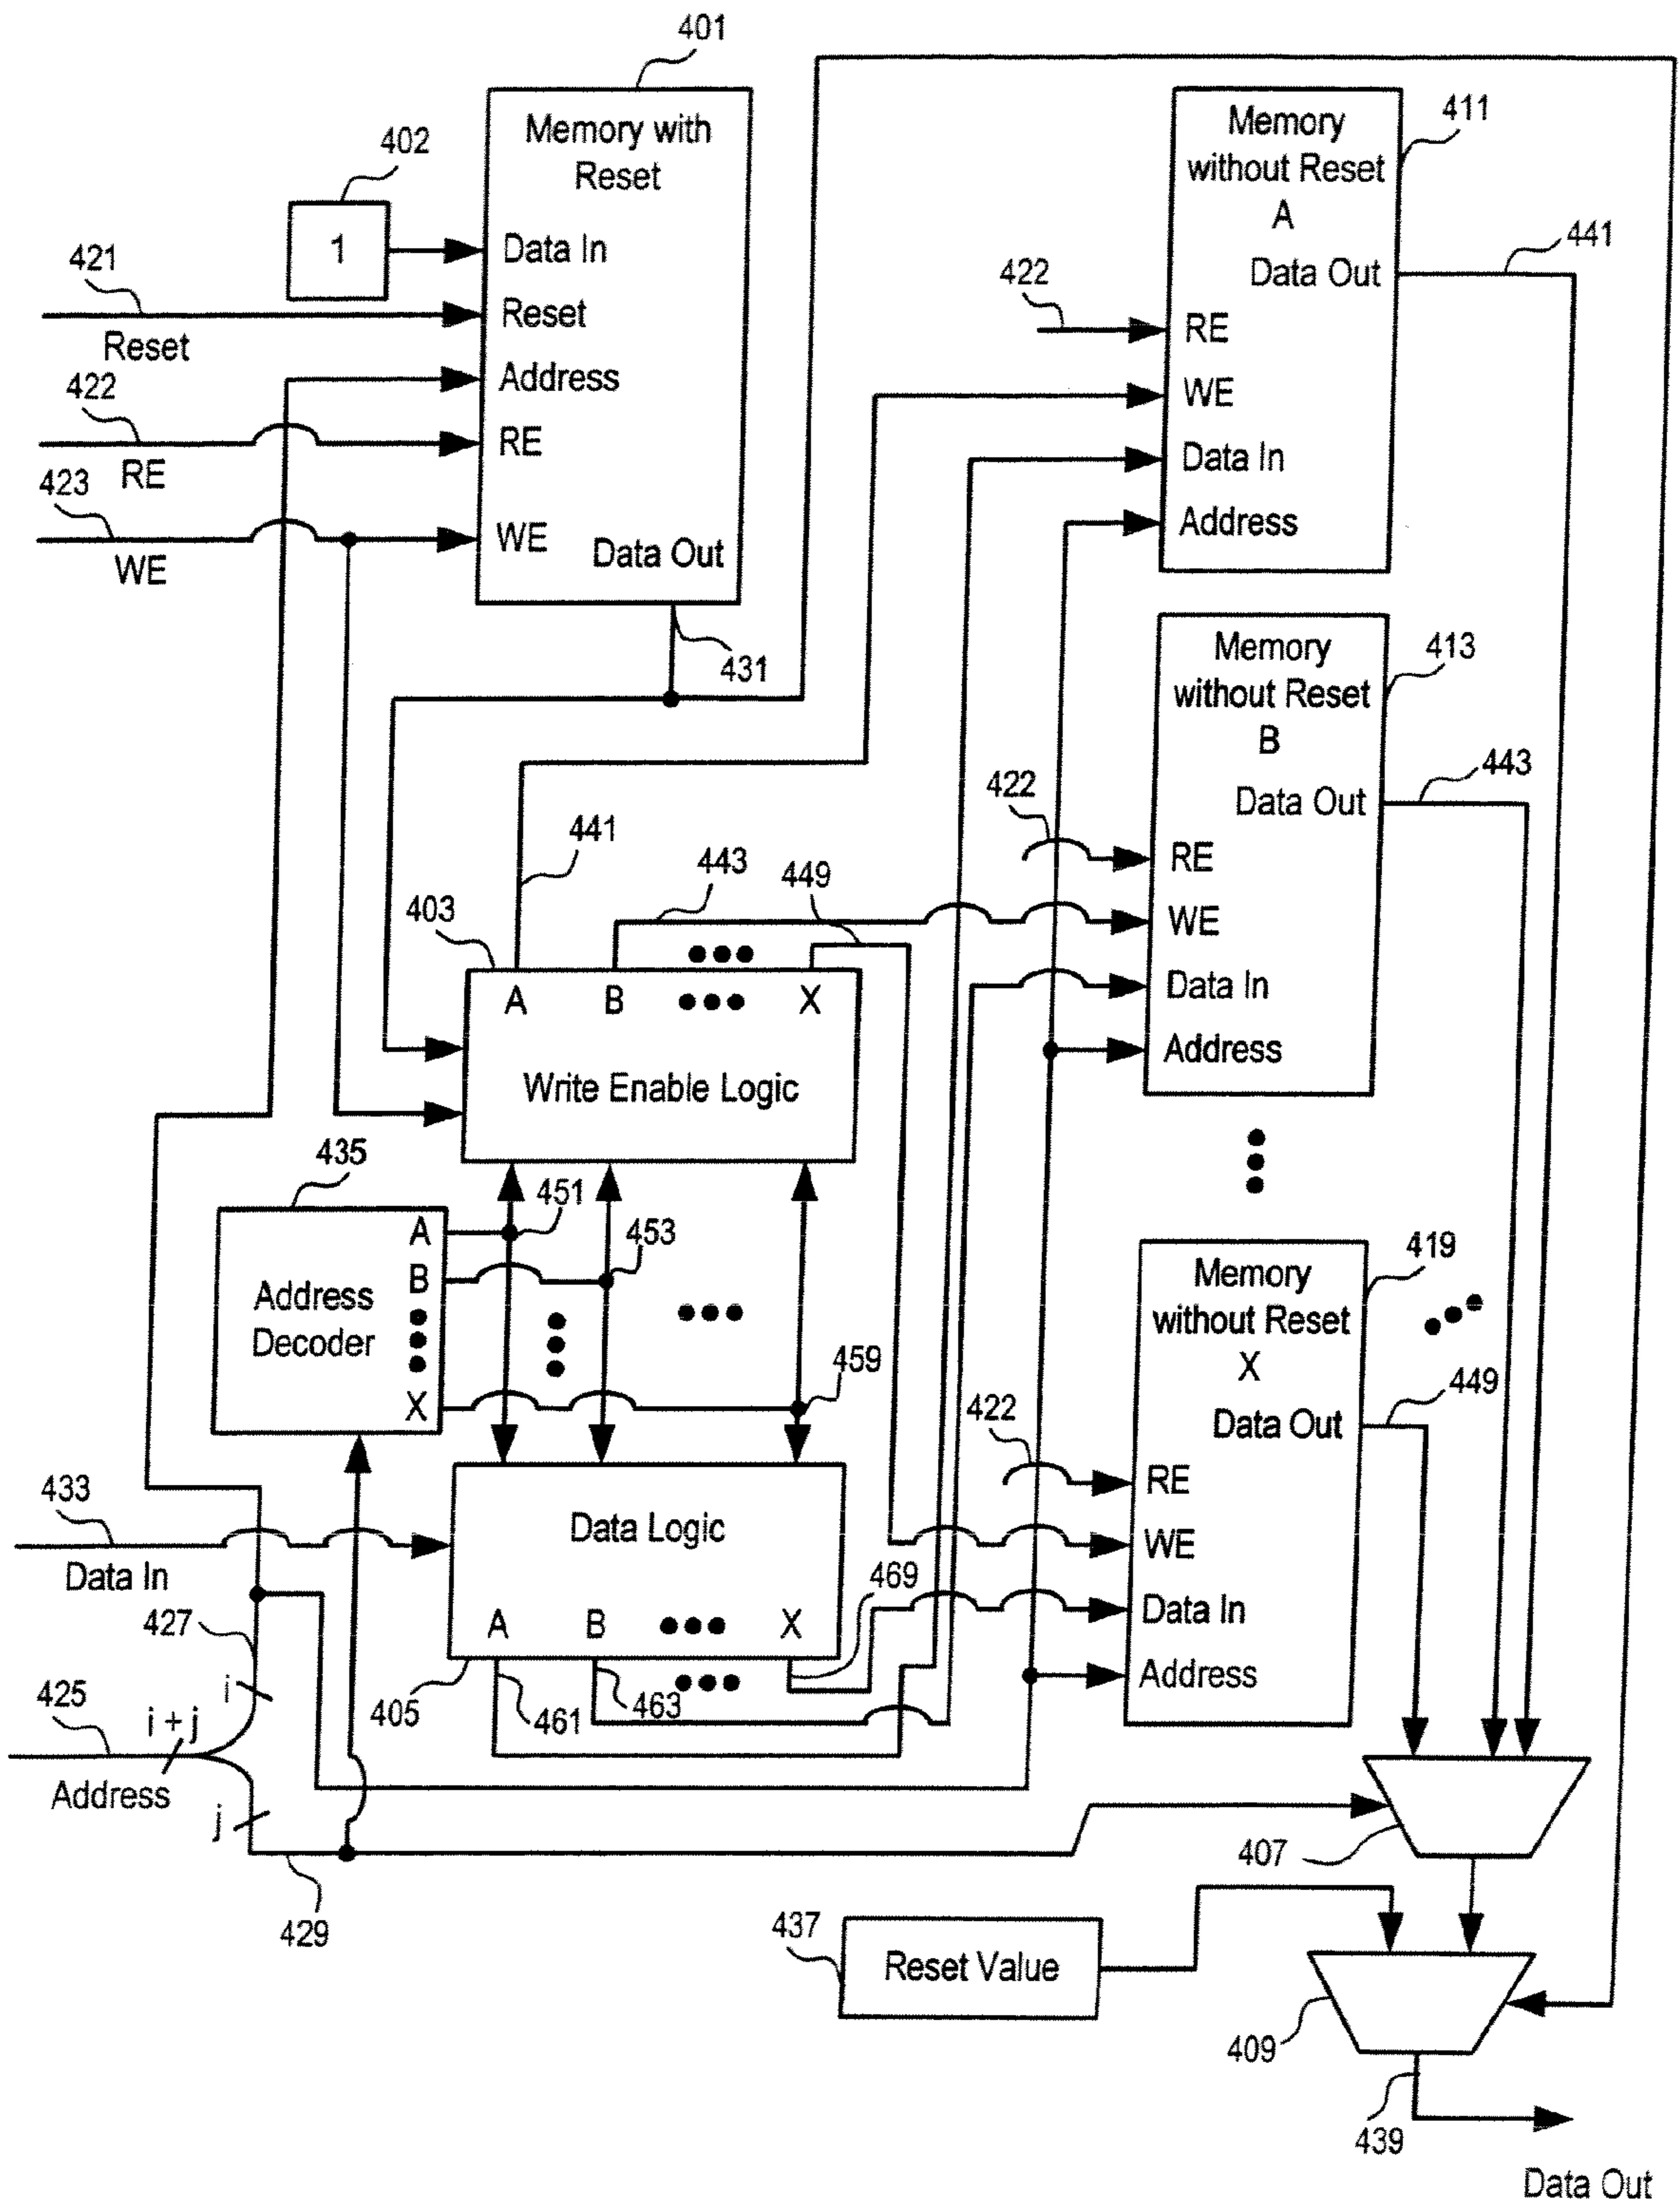 401
402
Memory with
Reset
1
Data In
421
Reset
Reset
Address
422
RE
RE
423
WE
WE
Data Out
431
411
Memory
without Reset
A
Data Out
441
422
RE
WE
Data In
Address
413
Memory
without Reset
B
Data Out
443
422
RE
WE
Data In
Address
441
443
449
403
A B X
Write Enable Logic
435
451
453
459
A
B
Address
Decoder
X
419
Memory
without Reset
X
Data Out
449
422
RE
WE
Data In
Address
433
Data In
Data Logic
A B X
469
405
461
463
427
i
425
i + j
Address
j
429
407
437
Reset Value
409
439
Data Out